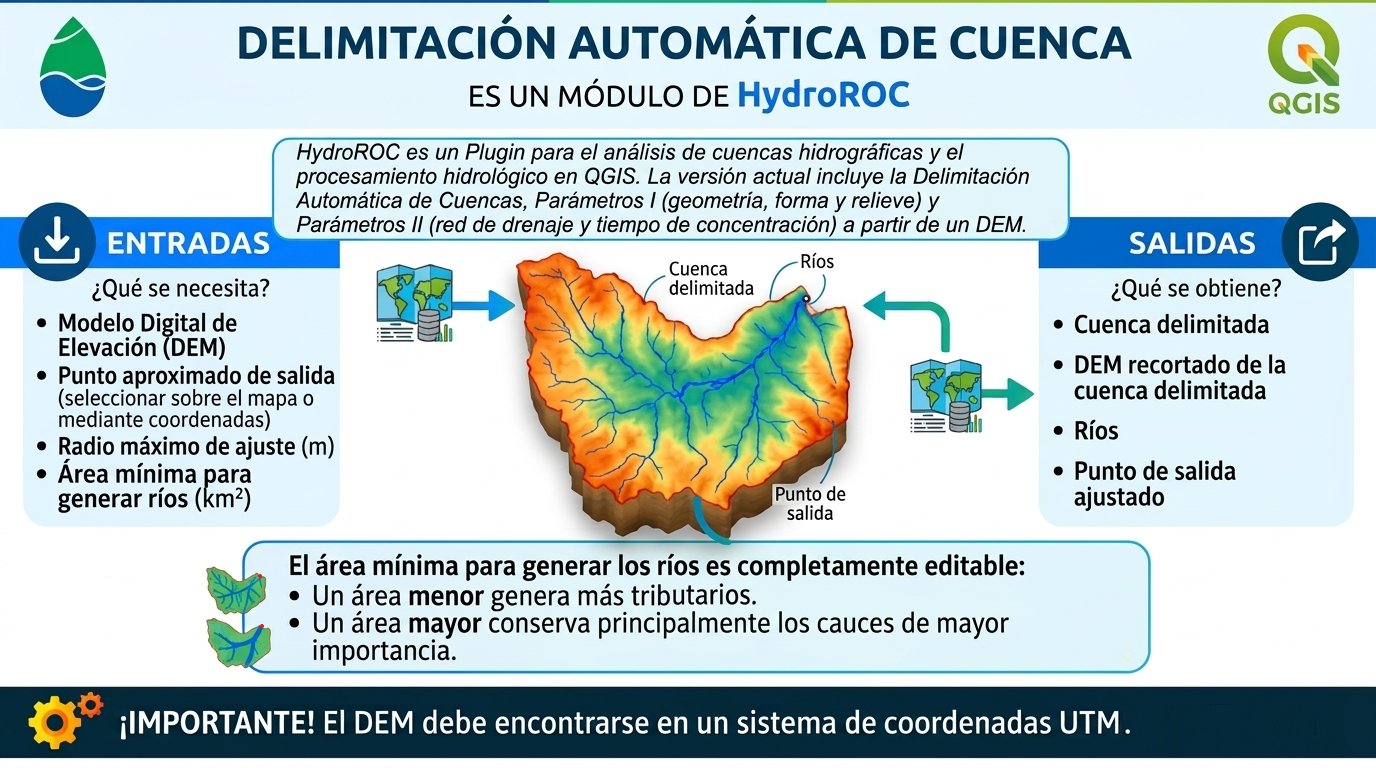 DELIMITACIÓN AUTOMÁTICA DE CUENCA
ES UN MÓDULO DE HydroROC
QGIS
HydroROC es un Plugin para el análisis de cuencas hidrográficas y el
procesamiento hidrológico en QGIS. La versión actual incluye la Delimitación
Automática de Cuencas, Parámetros I (geometría, forma y relieve) y
Parámetros II (red de drenaje y tiempo de concentración) a partir de un DEM.
ENTRADAS
¿Qué se necesita?
• Modelo Digital de
Elevación (DEM)
• Punto aproximado de salida
(seleccionar sobre el mapa o
mediante coordenadas)
• Radio máximo de ajuste (m)
• Área mínima para
generar ríos (km²)
Cuenca
delimitada
Ríos
Punto de
salida
SALIDAS
¿Qué se obtiene?
• Cuenca delimitada
• DEM recortado de la
cuenca delimitada
• Ríos
• Punto de salida
ajustado
El área mínima para generar los ríos es completamente editable:
• Un área menor genera más tributarios.
• Un área mayor conserva principalmente los cauces de mayor
importancia.
¡IMPORTANTE! El DEM debe encontrarse en un sistema de coordenadas UTM.